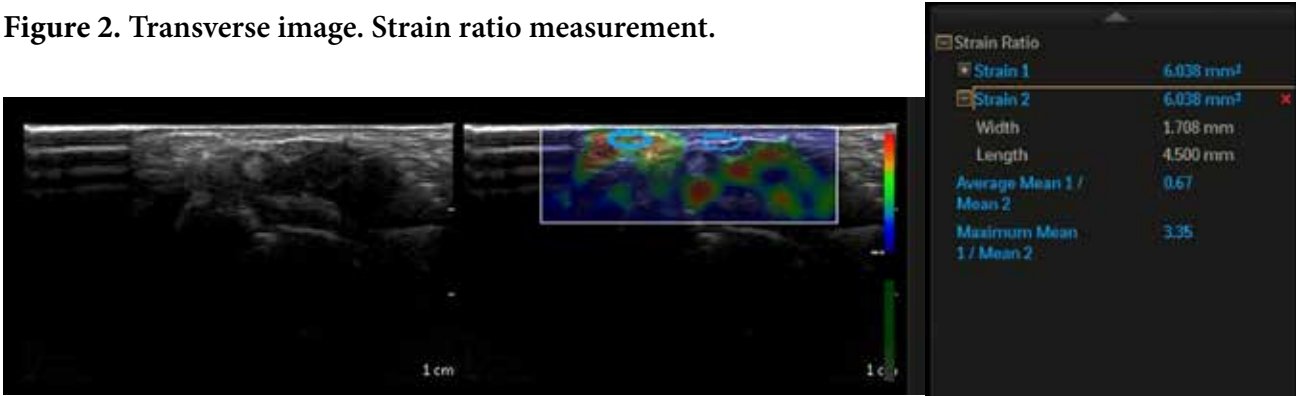 Figure 2. Transverse image. Strain ratio measurement.
1 cm
1 cm
Strain Ratio
Strain 1 6.038 mm²
Strain 2 6.038 mm²
Width 1.708 mm
Length 4.500 mm
Average Mean 1 / 0.67
Mean 2
Maximum Mean 3.35
1 / Mean 2